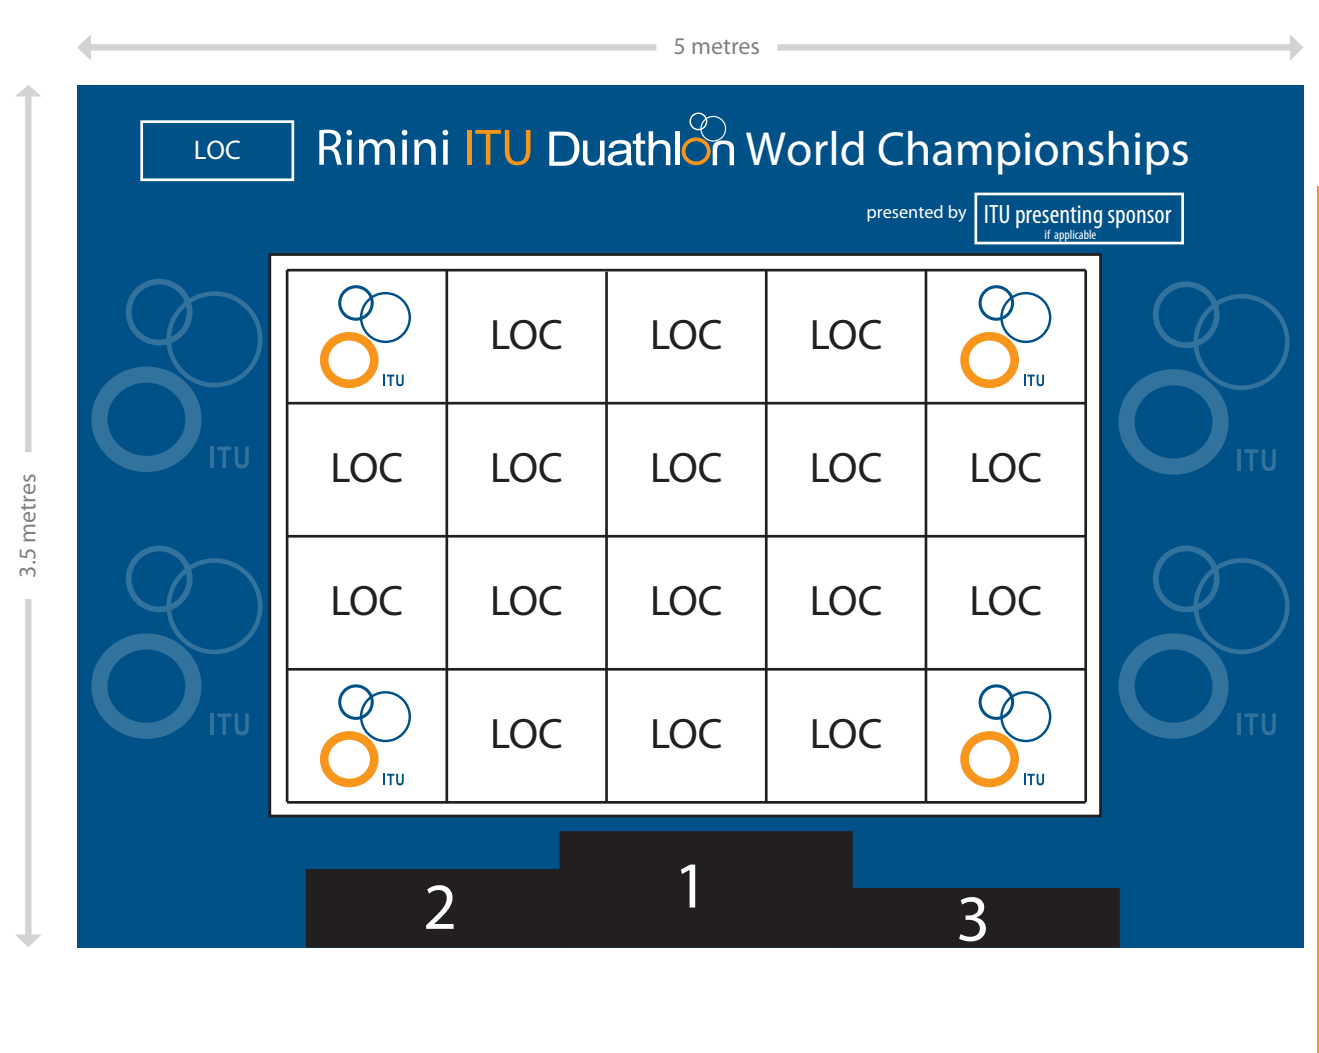 5 metres
LOC
Rimini ITU Duathlon World Championships
presented by
ITU presenting sponsor
if applicable
3.5 metres
ITU LOC LOC LOC ITU
ITU ITU
LOC LOC LOC LOC LOC
LOC LOC LOC LOC LOC
ITU ITU
ITU LOC LOC LOC ITU
2 1 3